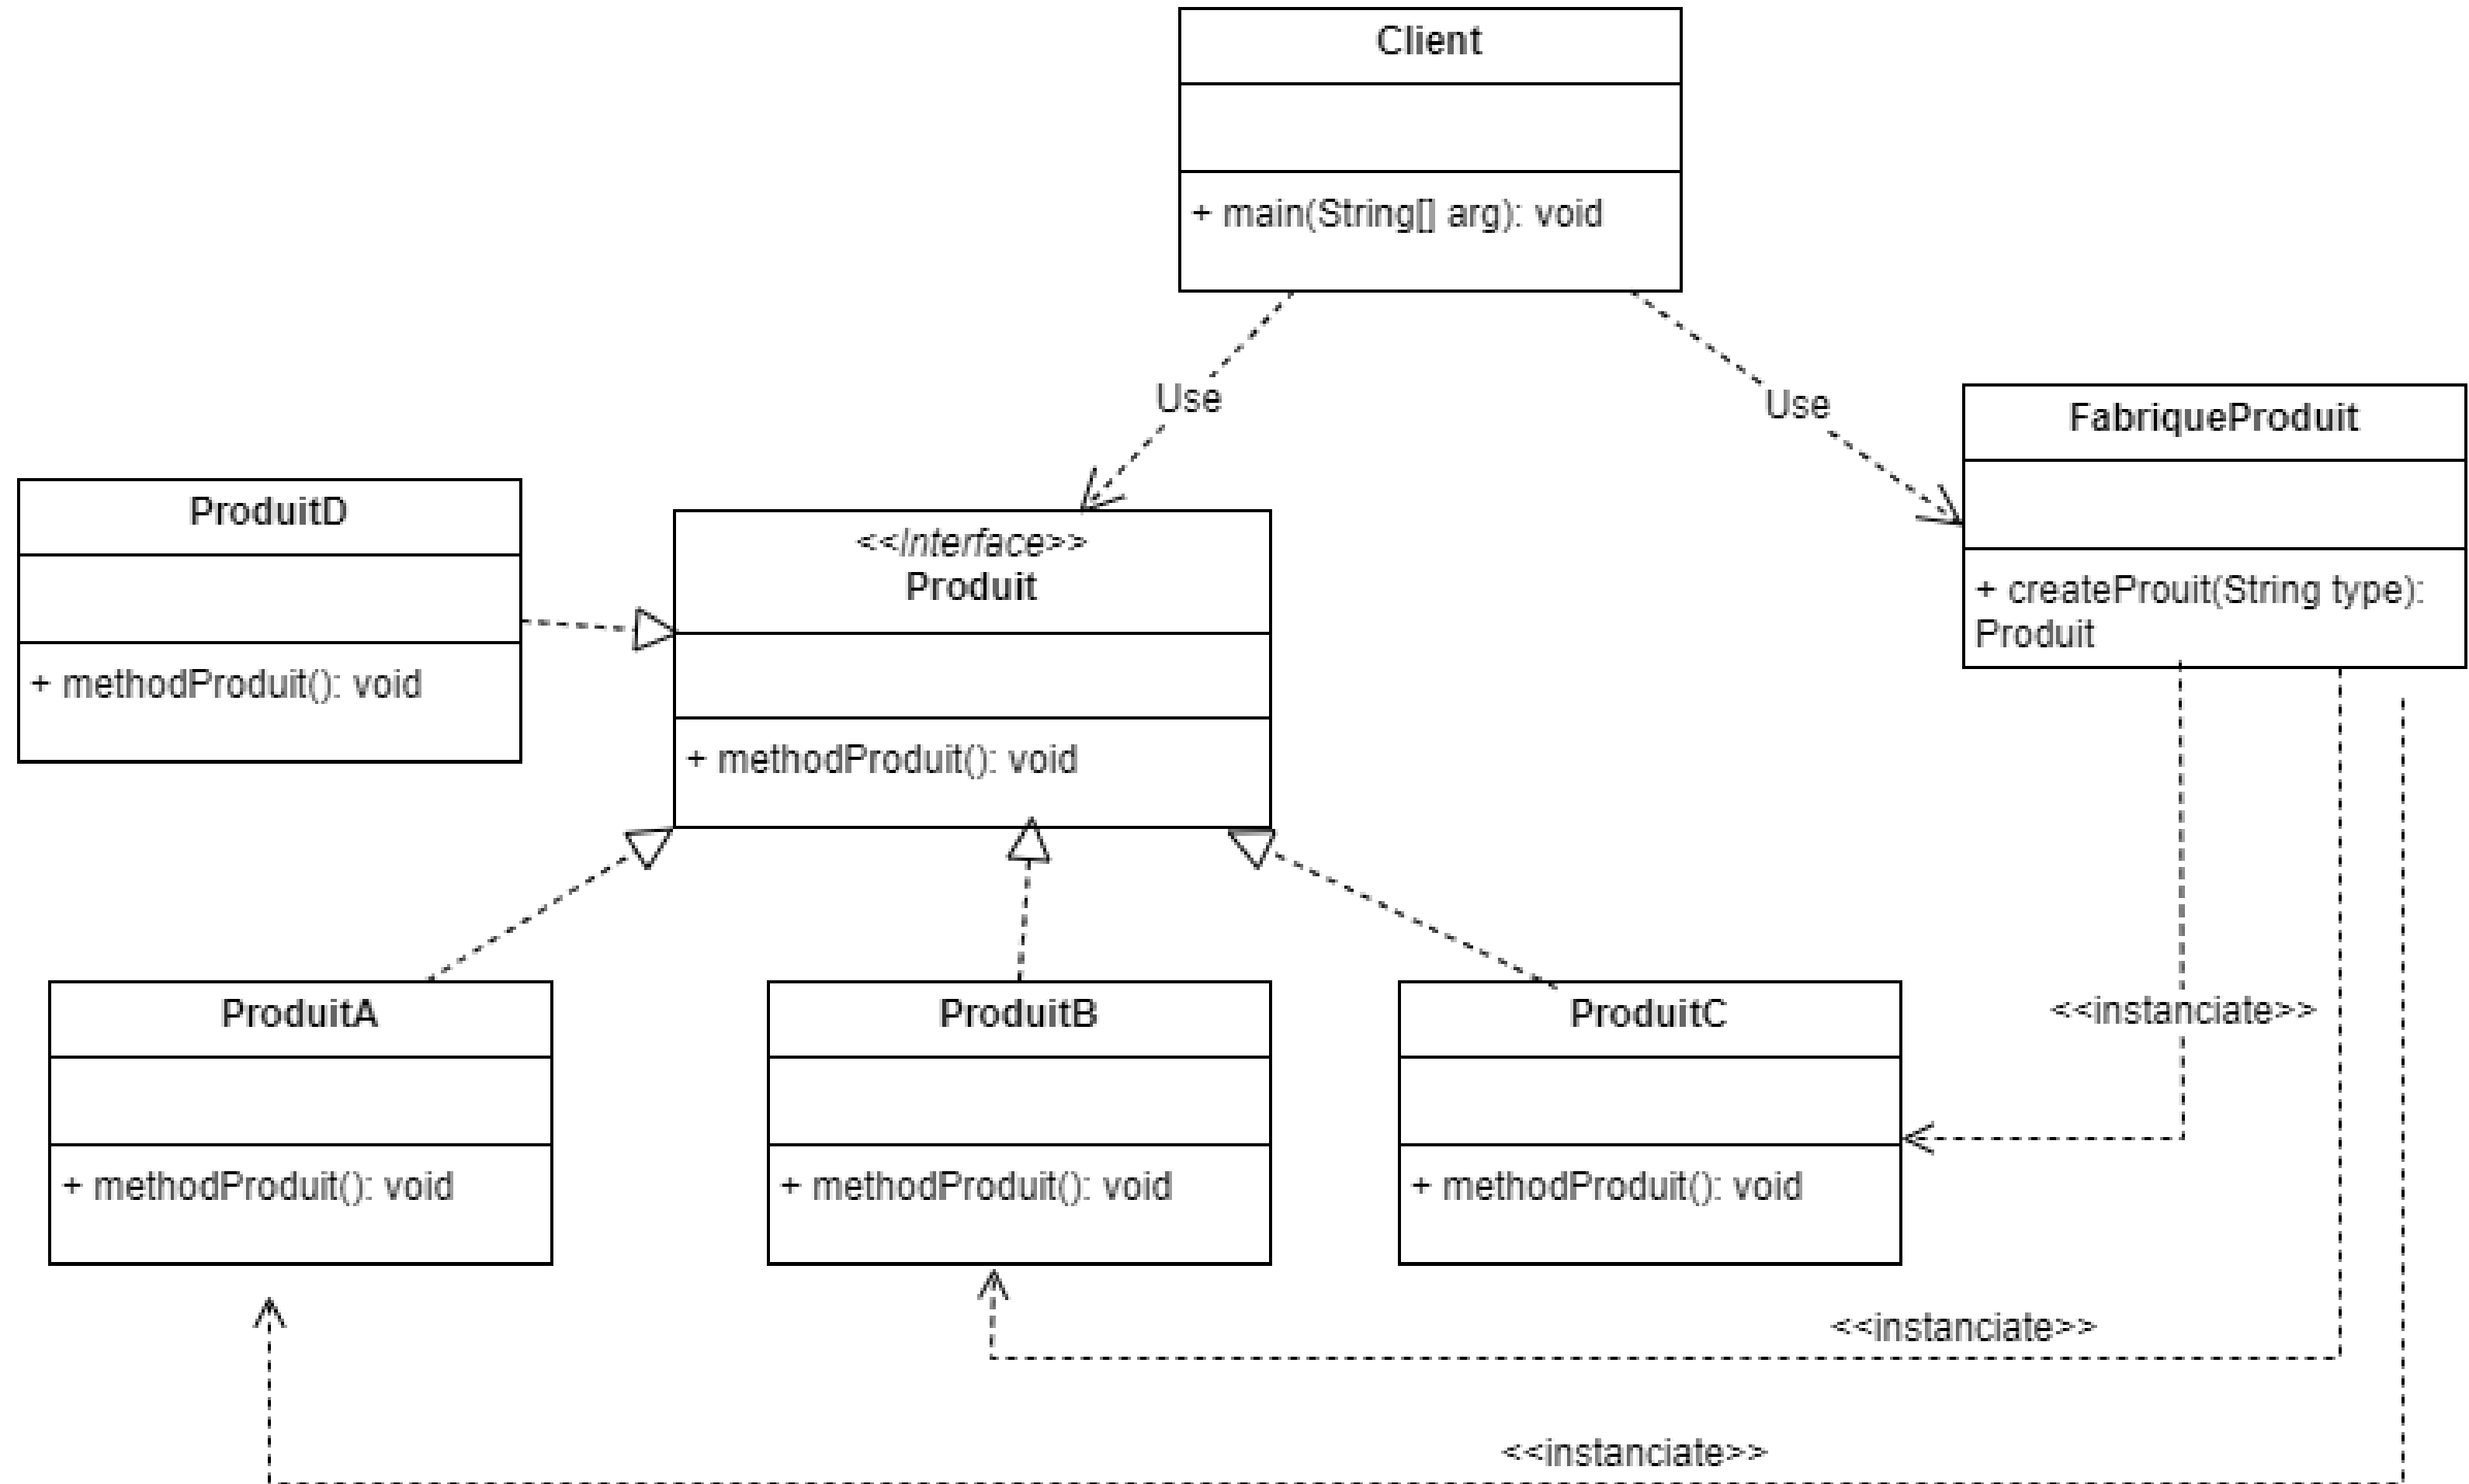 Client
+ main(String[] arg): void
Use
Use
FabriqueProduit
+ createProuit(String type):
Produit
ProduitD
+ methodProduit(): void
<<Interface>>
Produit
+ methodProduit(): void
ProduitA
+ methodProduit(): void
ProduitB
+ methodProduit(): void
ProduitC
+ methodProduit(): void
<<instanciate>>
<<instanciate>>
<<instanciate>>